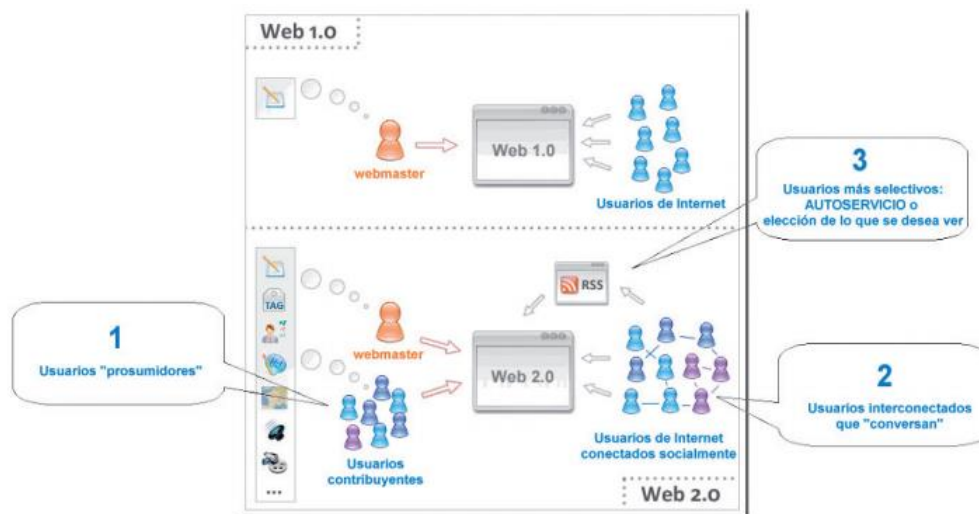 Web 1.0
webmaster
Web 1.0
Usuarios de Internet
3
Usuarios más selectivos:
AUTOSERVICIO o
elección de lo que se desea ver
TAG
RSS
webmaster
Web 2.0
1
Usuarios "prosumidores"
2
Usuarios interconectados
que "conversan"
Usuarios
contribuyentes
Usuarios de Internet
conectados socialmente
...
Web 2.0